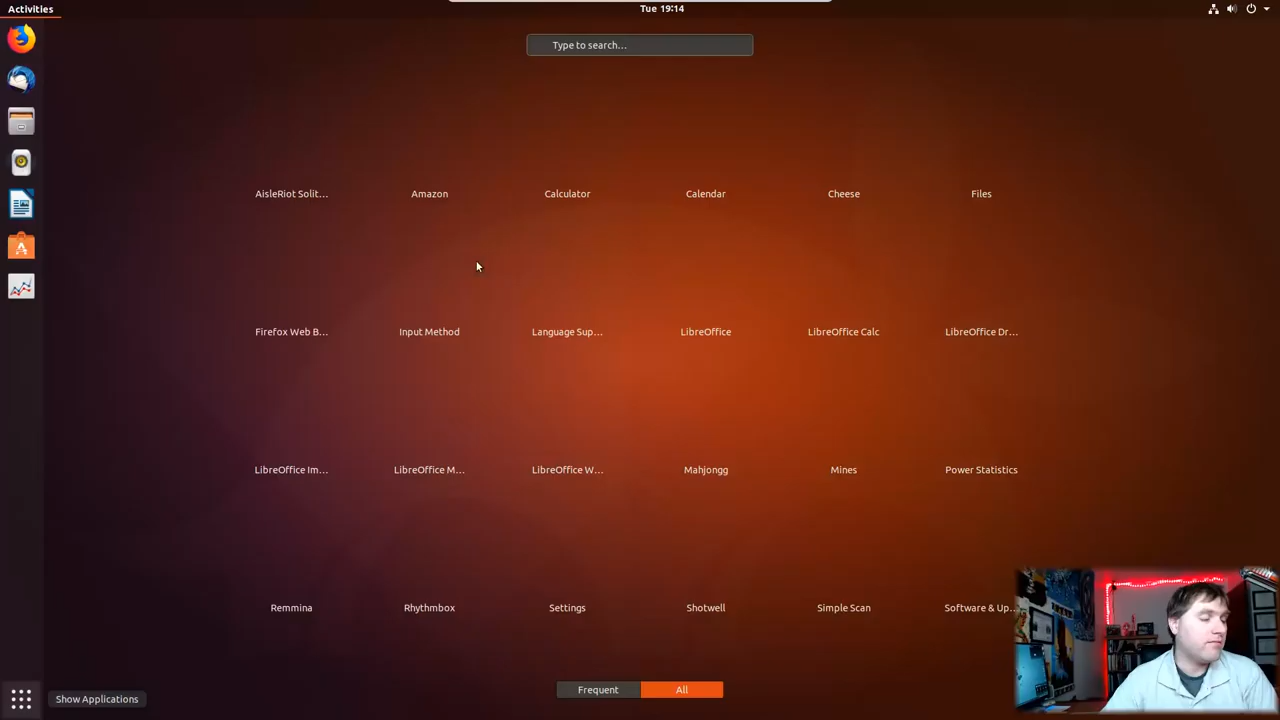 Activities
Tue 19:14
Type to search…
AisleRiot Solit…
Amazon
Calculator
Calendar
Cheese
Files
Firefox Web B…
Input Method
Language Sup…
LibreOffice
LibreOffice Calc
LibreOffice Dr…
LibreOffice Im…
LibreOffice M…
LibreOffice W…
Mahjongg
Mines
Power Statistics
Remmina
Rhythmbox
Settings
Shotwell
Simple Scan
Software & Up…
Frequent
All
Show Applications